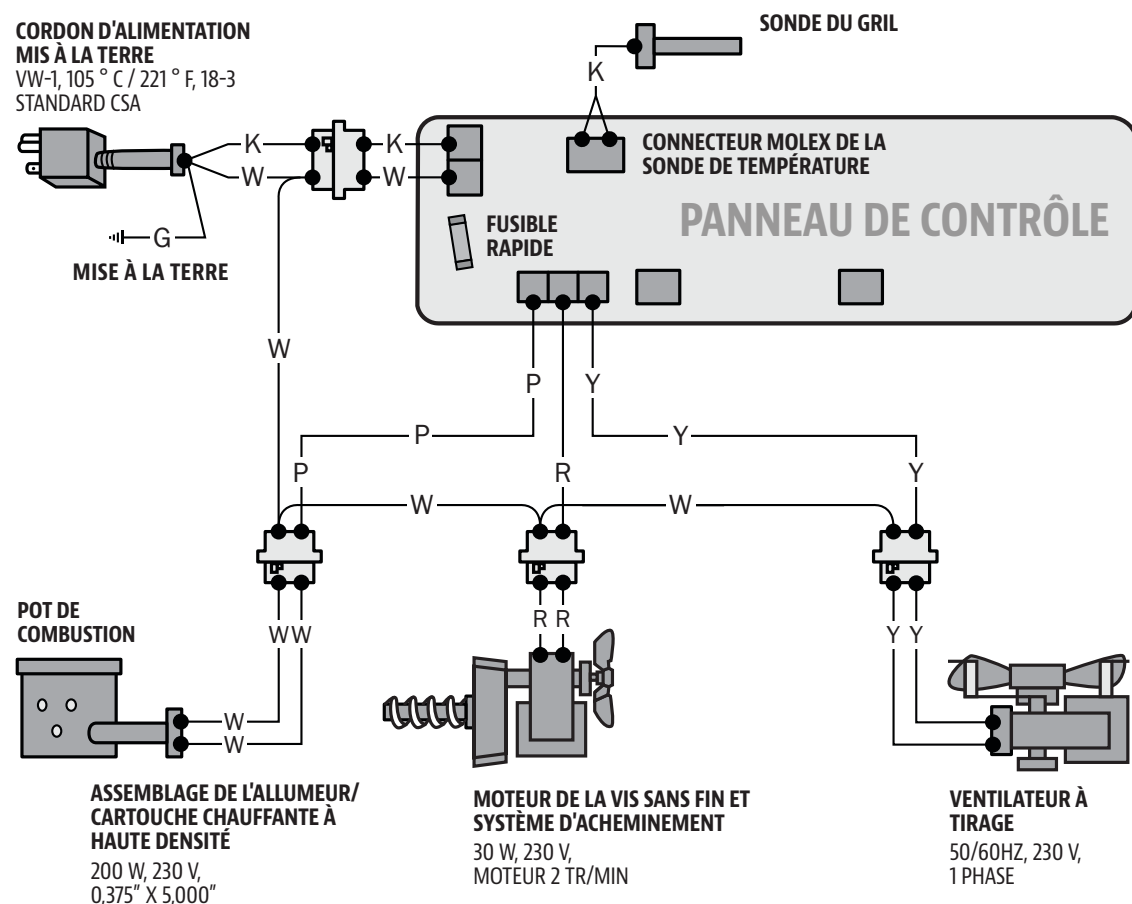 CORDON D'ALIMENTATION
MIS À LA TERRE
VW-1, 105 ° C / 221 ° F, 18-3
STANDARD CSA
SONDE DU GRIL
K
K
K
W
W
CONNECTEUR MOLEX DE LA
SONDE DE TEMPÉRATURE
PANNEAU DE CONTRÔLE
FUSIBLE
RAPIDE
G
MISE À LA TERRE
W
P
Y
P
Y
P
R
Y
W
W
POT DE
COMBUSTION
W W
R R
Y Y
W
W
ASSEMBLAGE DE L'ALLUMEUR/
CARTOUCHE CHAUFFANTE À
HAUTE DENSITÉ
200 W, 230 V,
0,375" X 5,000"
MOTEUR DE LA VIS SANS FIN ET
SYSTÈME D'ACHEMINEMENT
30 W, 230 V,
MOTEUR 2 TR/MIN
VENTILATEUR À
TIRAGE
50/60HZ, 230 V,
1 PHASE